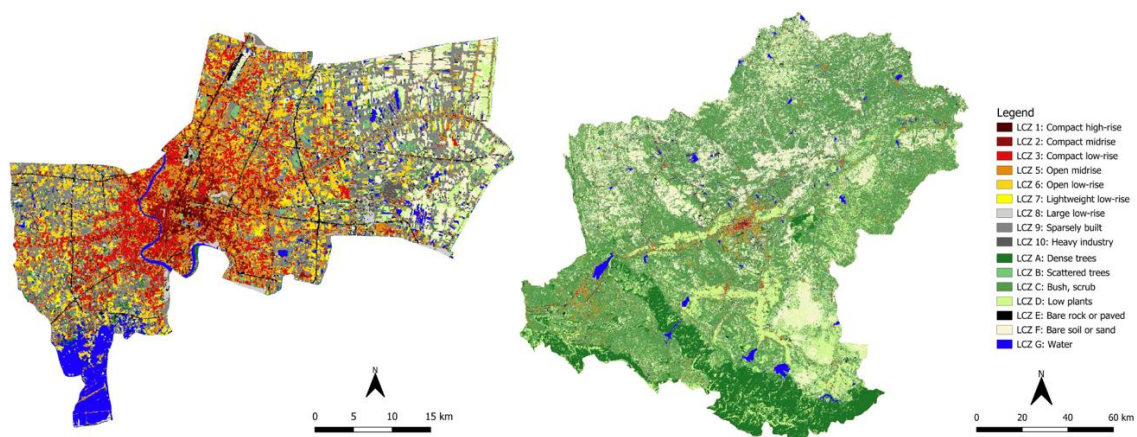 N
0 5 10 15 km
Legend
LCZ 1: Compact high-rise
LCZ 2: Compact midrise
LCZ 3: Compact low-rise
LCZ 5: Open midrise
LCZ 6: Open low-rise
LCZ 7: Lightweight low-rise
LCZ 8: Large low-rise
LCZ 9: Sparsely built
LCZ 10: Heavy industry
LCZ A: Dense trees
LCZ B: Scattered trees
LCZ C: Bush, scrub
LCZ D: Low plants
LCZ E: Bare rock or paved
LCZ F: Bare soil or sand
LCZ G: Water
N
0 20 40 60 km